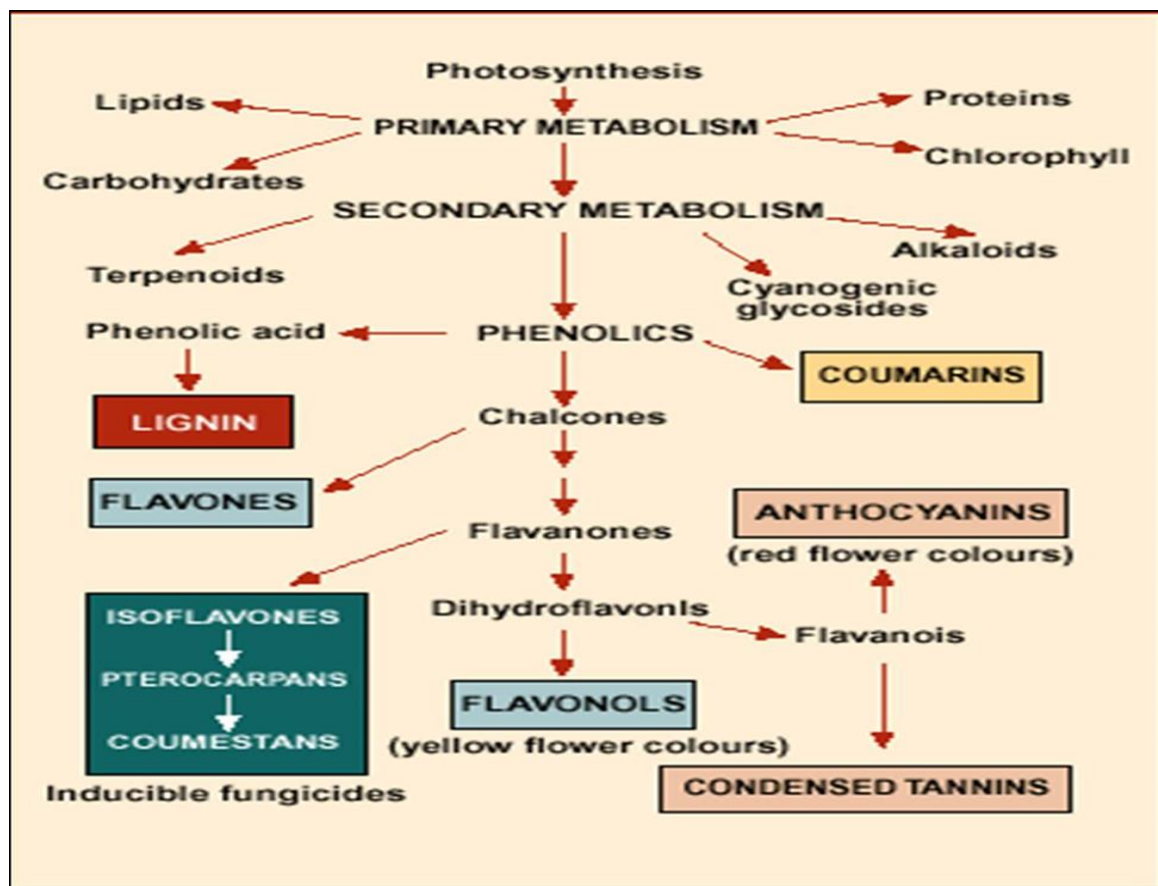 Photosynthesis
Lipids
Proteins
PRIMARY METABOLISM
Chlorophyll
Carbohydrates
SECONDARY METABOLISM
Alkaloids
Terpenoids
Cyanogenic
glycosides
Phenolic acid
PHENOLICS
COUMARINS
LIGNIN
Chalcones
FLAVONES
ANTHOCYANINS
Flavanones
(red flower colours)
Dihydroflavonls
ISOFLAVONES
Flavanois
PTEROCARPANS
FLAVONOLS
COUMESTANS
(yellow flower colours)
Inducible fungicides
CONDENSED TANNINS